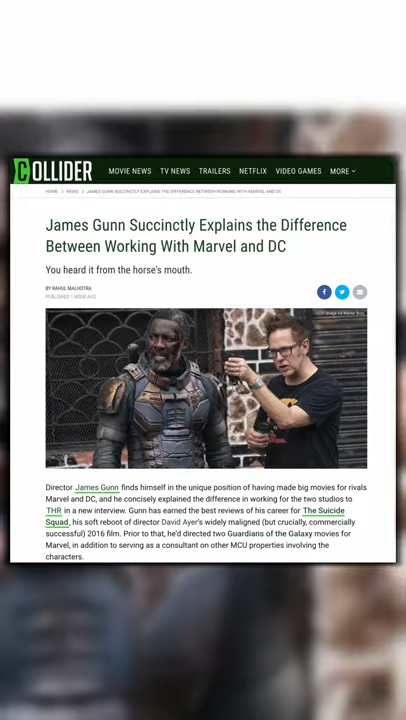 COLLIDER
MOVIE NEWS TV NEWS TRAILERS NETFLIX VIDEO GAMES MORE
HOME > NEWS > JAMES GUNN SUCCINCTLY EXPLAINS THE DIFFERENCE BETWEEN WORKING WITH MARVEL AND DC
James Gunn Succinctly Explains the Difference
Between Working With Marvel and DC
You heard it from the horse's mouth.
BY RAHUL MALHOTRA
PUBLISHED 1 HOUR AGO
Image via Warner Bros.
Director James Gunn finds himself in the unique position of having made big movies for rivals
Marvel and DC, and he concisely explained the difference in working for the two studios to
THR in a new interview. Gunn has earned the best reviews of his career for The Suicide
Squad, his soft reboot of director David Ayer's widely maligned (but crucially, commercially
successful) 2016 film. Prior to that, he'd directed two Guardians of the Galaxy movies for
Marvel, in addition to serving as a consultant on other MCU properties involving the
characters.